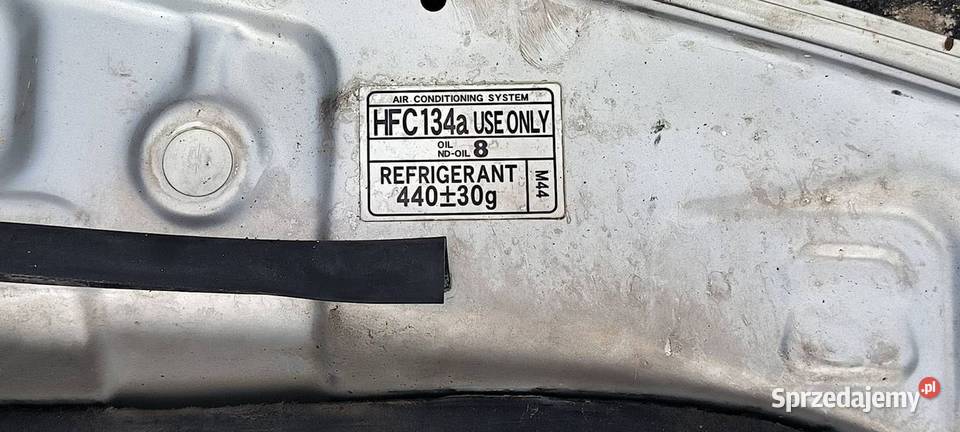 AIR CONDITIONING SYSTEM
HFC134a USE ONLY
OIL
ND-OIL 8
REFRIGERANT
440±30g
M44
Sprzedajemy.pl